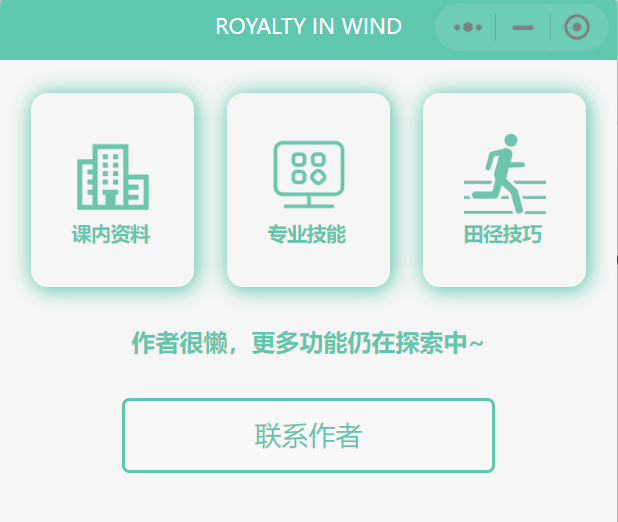 ROYALTY IN WIND
课内资料
专业技能
田径技巧
作者很懒，更多功能仍在探索中~
联系作者